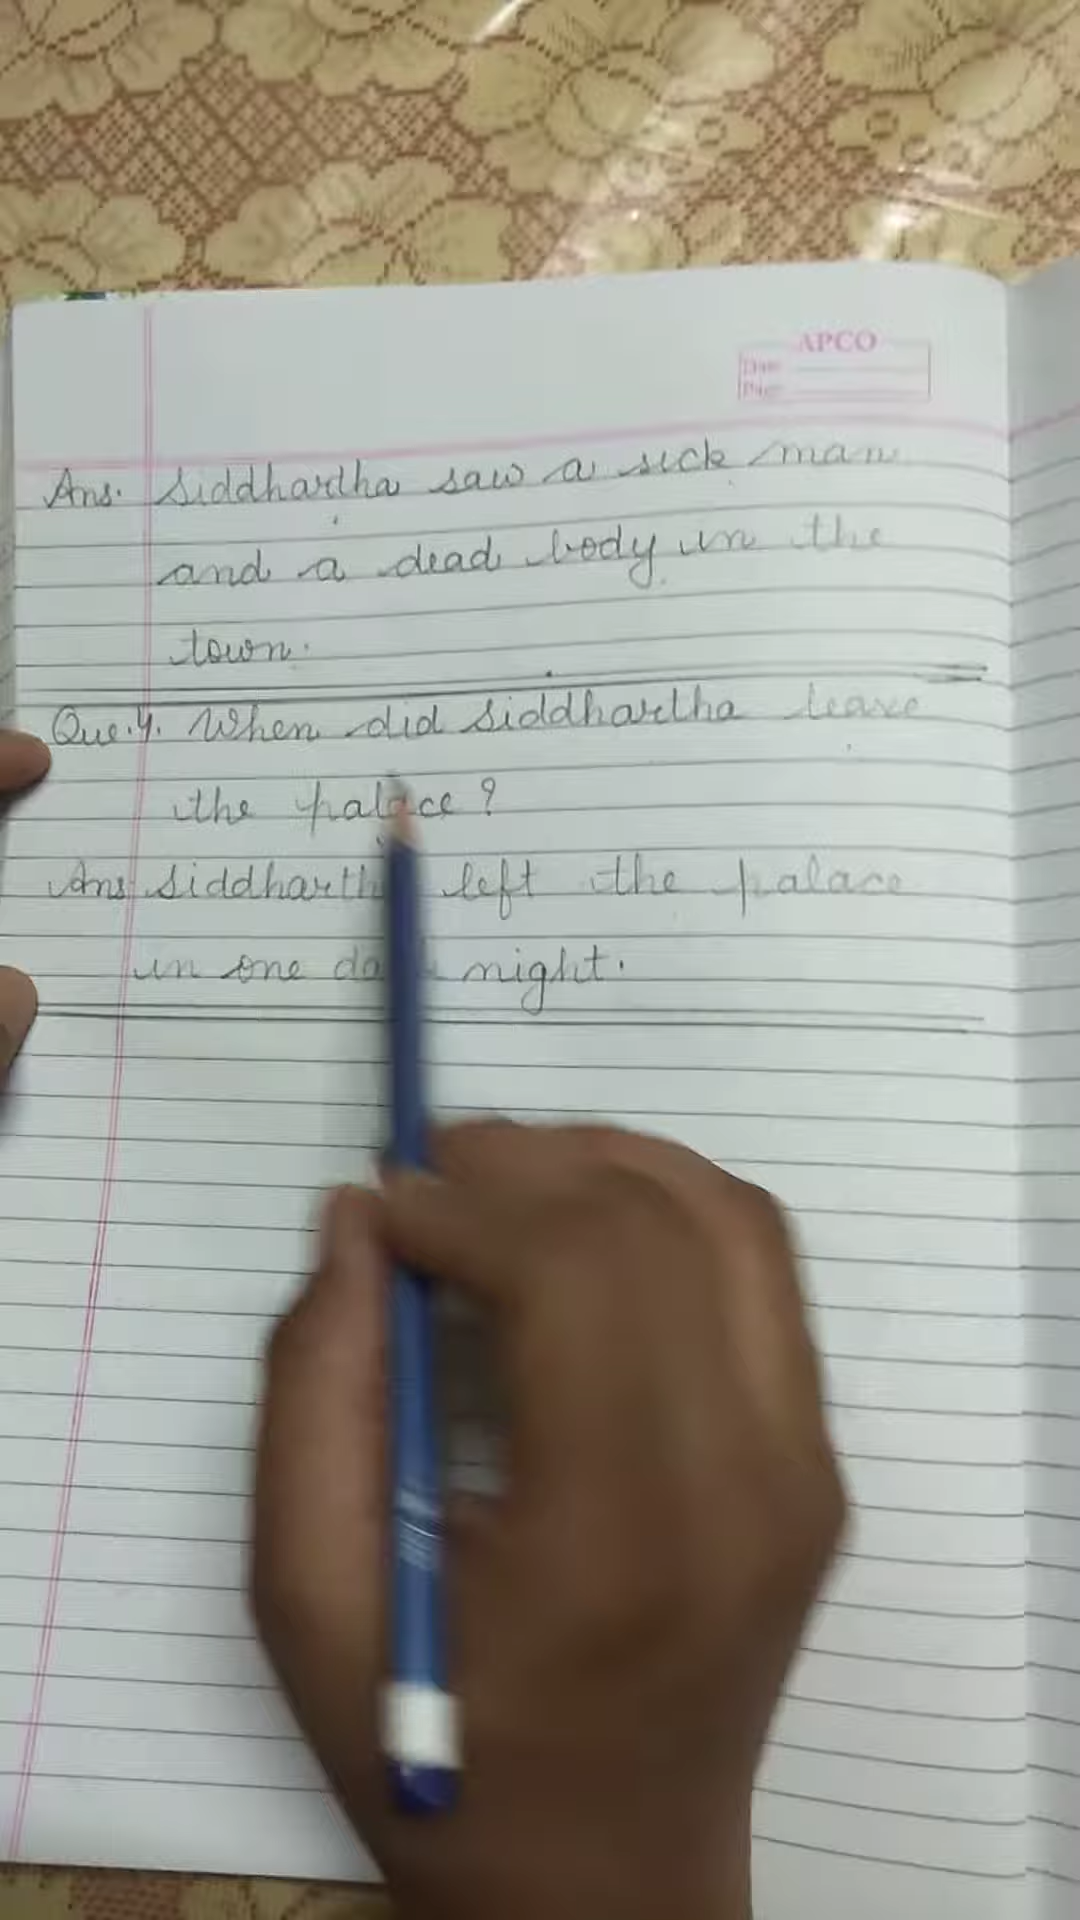 APCO
Date
Page
Ans. Siddhartha saw a sick man
and a dead body in the
town.
Que.4. When did Siddhartha leave
the palace?
Ans Siddharth left the palace
in one night.